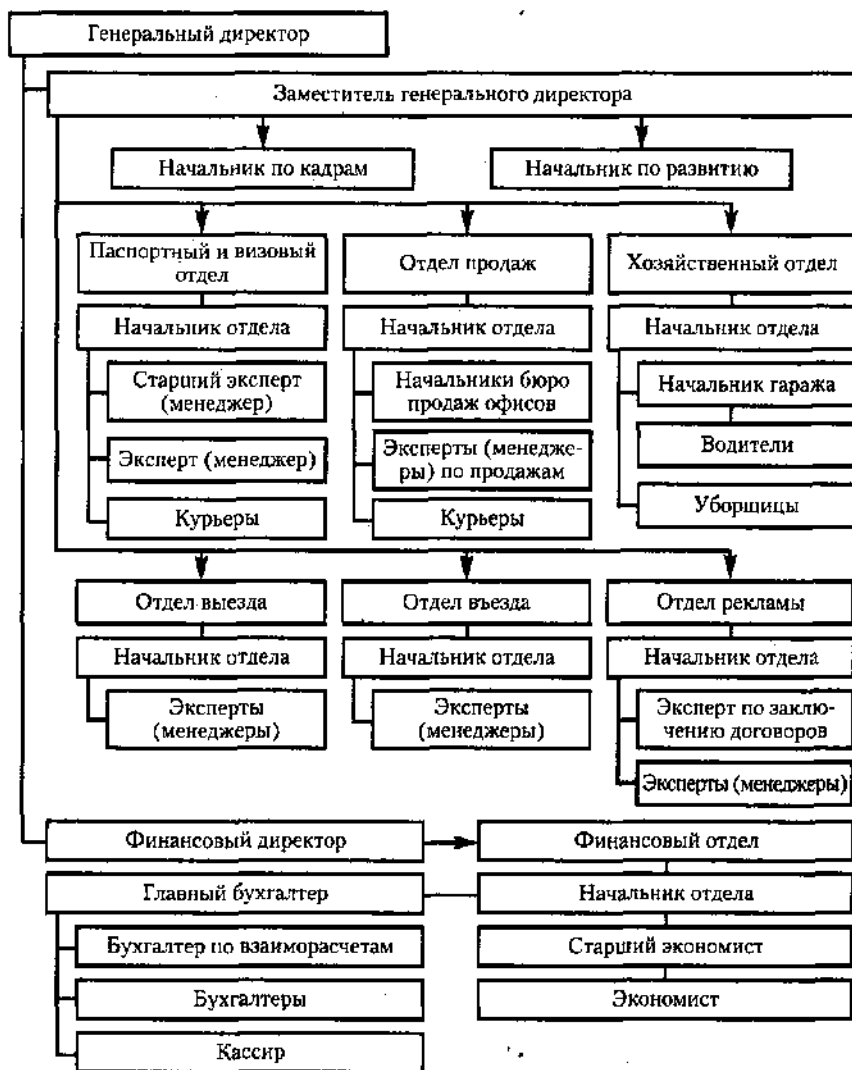 Генеральный директор
Заместитель генерального директора
Начальник по кадрам
Начальник по развитию
Паспортный и визовый
отдел
Отдел продаж
Хозяйственный отдел
Начальник отдела
Начальник отдела
Начальник отдела
Старший эксперт
(менеджер)
Начальники бюро
продаж офисов
Начальник гаража
Эксперт (менеджер)
Эксперты (менедже-
ры) по продажам
Водители
Курьеры
Курьеры
Уборщицы
Отдел выезда
Отдел въезда
Отдел рекламы
Начальник отдела
Начальник отдела
Начальник отдела
Эксперты
(менеджеры)
Эксперты
(менеджеры)
Эксперт по заклю-
чению договоров
Эксперты (менеджеры)
Финансовый директор
Финансовый отдел
Главный бухгалтер
Начальник отдела
Бухгалтер по взаиморасчетам
Старший экономист
Бухгалтеры
Экономист
Кассир